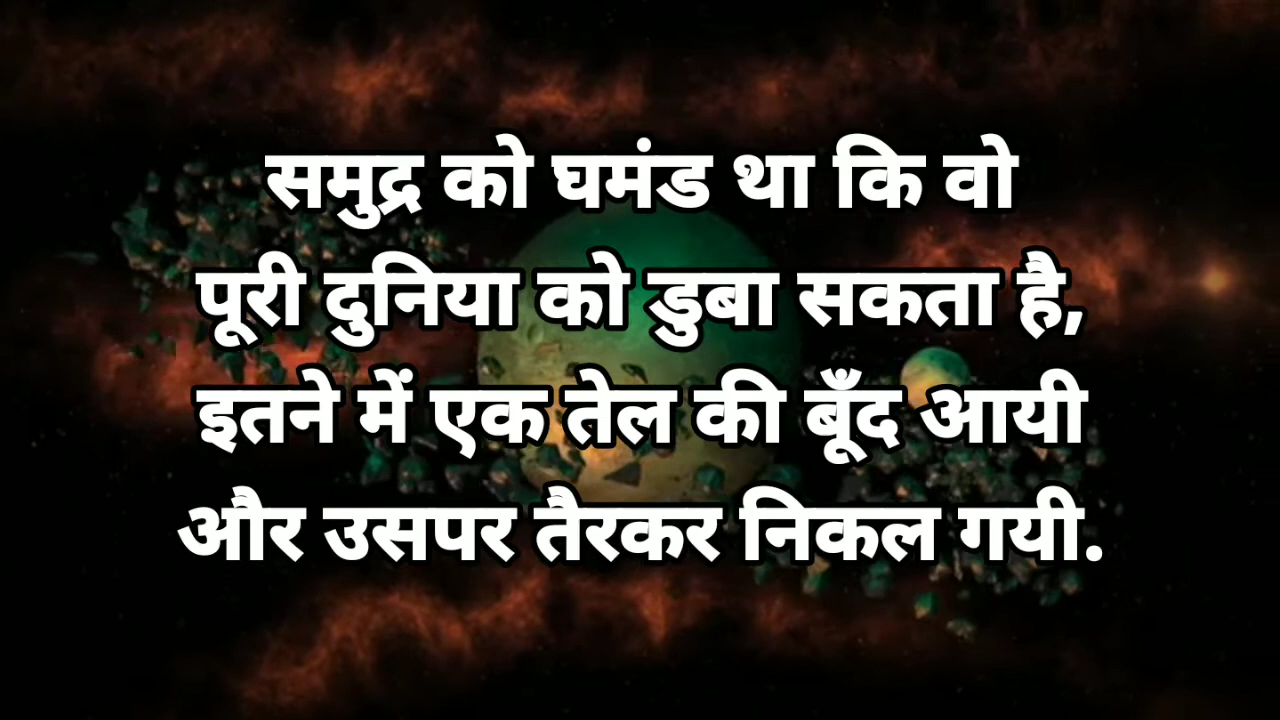 समुद्र को घमंड था कि वो
पूरी दुनिया को डुबा सकता है,
इतने में एक तेल की बूँद आयी
और उसपर तैरकर निकल गयी.